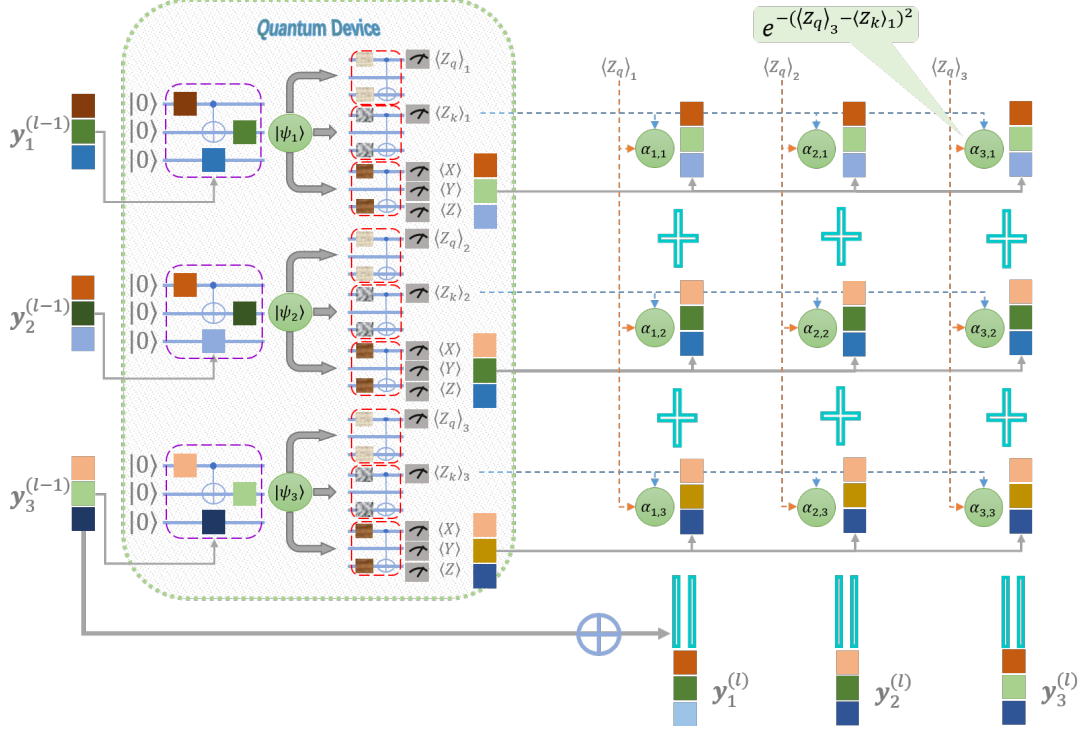 Quantum Device
e^{-(⟨Z_q⟩_3-⟨Z_k⟩_1)^2}
⟨Z_q⟩_1 ⟨Z_q⟩_2 ⟨Z_q⟩_3
y_1^{(l-1)}
|0⟩
|0⟩
|0⟩
|ψ_1⟩
⟨Z_q⟩_1
⟨Z_k⟩_1
⟨X⟩
⟨Y⟩
⟨Z⟩
α_{1,1} α_{2,1} α_{3,1}
y_2^{(l-1)}
|0⟩
|0⟩
|0⟩
|ψ_2⟩
⟨Z_q⟩_2
⟨Z_k⟩_2
⟨X⟩
⟨Y⟩
⟨Z⟩
α_{1,2} α_{2,2} α_{3,2}
y_3^{(l-1)}
|0⟩
|0⟩
|0⟩
|ψ_3⟩
⟨Z_q⟩_3
⟨Z_k⟩_3
⟨X⟩
⟨Y⟩
⟨Z⟩
α_{1,3} α_{2,3} α_{3,3}
y_1^{(l)} y_2^{(l)} y_3^{(l)}